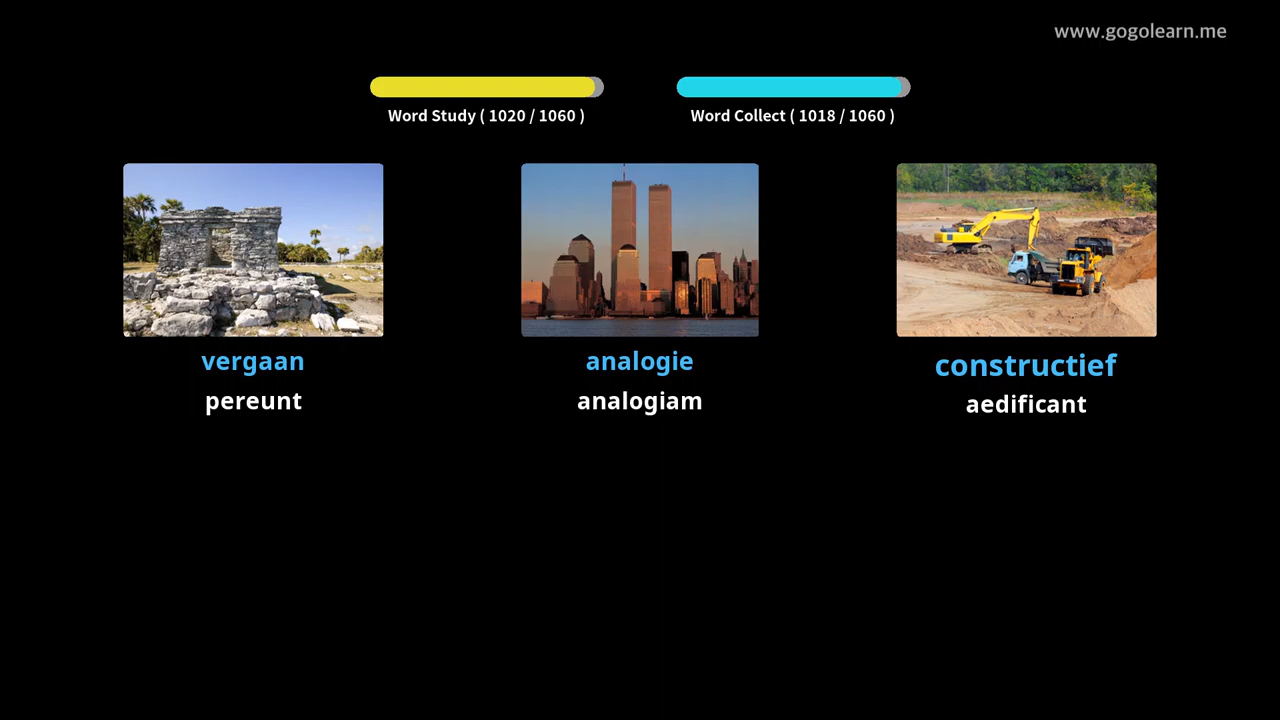 www.gogolearn.me
Word Study ( 1020 / 1060 )
Word Collect ( 1018 / 1060 )
vergaan
pereunt
analogie
analogiam
constructief
aedificant